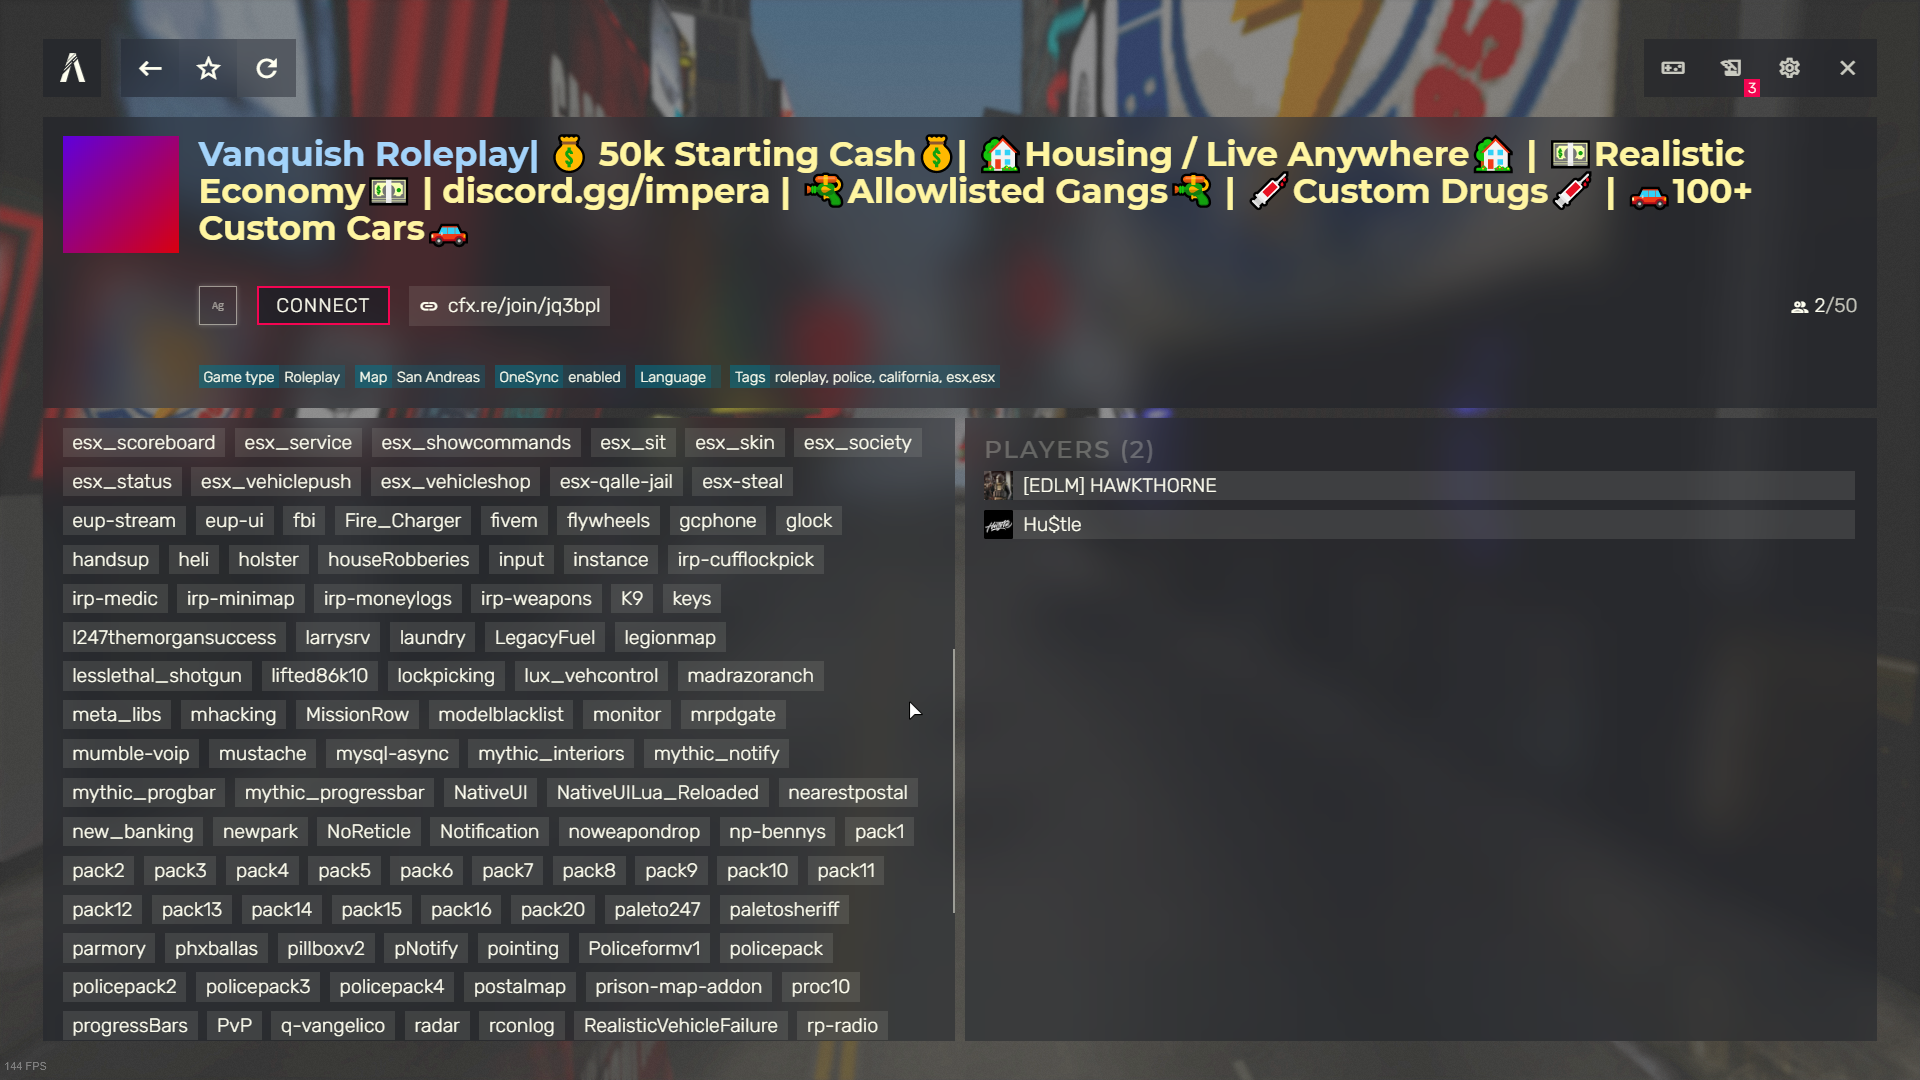 3
Vanquish Roleplay| 💰 50k Starting Cash💰| 🏠Housing / Live Anywhere🏠 | 💵Realistic
Economy💵 | discord.gg/impera | 🔫Allowlisted Gangs🔫 | 💉Custom Drugs💉 | 🚗100+
Custom Cars🚗
Ag CONNECT cfx.re/join/jq3bpl 2/50
Game type Roleplay Map San Andreas OneSync enabled Language Tags roleplay, police, california, esx,esx
esx_scoreboard esx_service esx_showcommands esx_sit esx_skin esx_society
esx_status esx_vehiclepush esx_vehicleshop esx-qalle-jail esx-steal
eup-stream eup-ui fbi Fire_Charger fivem flywheels gcphone glock
handsup heli holster houseRobberies input instance irp-cufflockpick
irp-medic irp-minimap irp-moneylogs irp-weapons K9 keys
l247themorgansuccess larrysrv laundry LegacyFuel legionmap
lesslethal_shotgun lifted86k10 lockpicking lux_vehcontrol madrazoranch
meta_libs mhacking MissionRow modelblacklist monitor mrpdgate
mumble-voip mustache mysql-async mythic_interiors mythic_notify
mythic_progbar mythic_progressbar NativeUI NativeUILua_Reloaded nearestpostal
new_banking newpark NoReticle Notification noweapondrop np-bennys pack1
pack2 pack3 pack4 pack5 pack6 pack7 pack8 pack9 pack10 pack11
pack12 pack13 pack14 pack15 pack16 pack20 paleto247 paletosheriff
parmory phxballas pillboxv2 pNotify pointing Policeformv1 policepack
policepack2 policepack3 policepack4 postalmap prison-map-addon proc10
progressBars PvP q-vangelico radar rconlog RealisticVehicleFailure rp-radio
PLAYERS (2)
[EDLM] HAWKTHORNE
Hu$tle
144 FPS